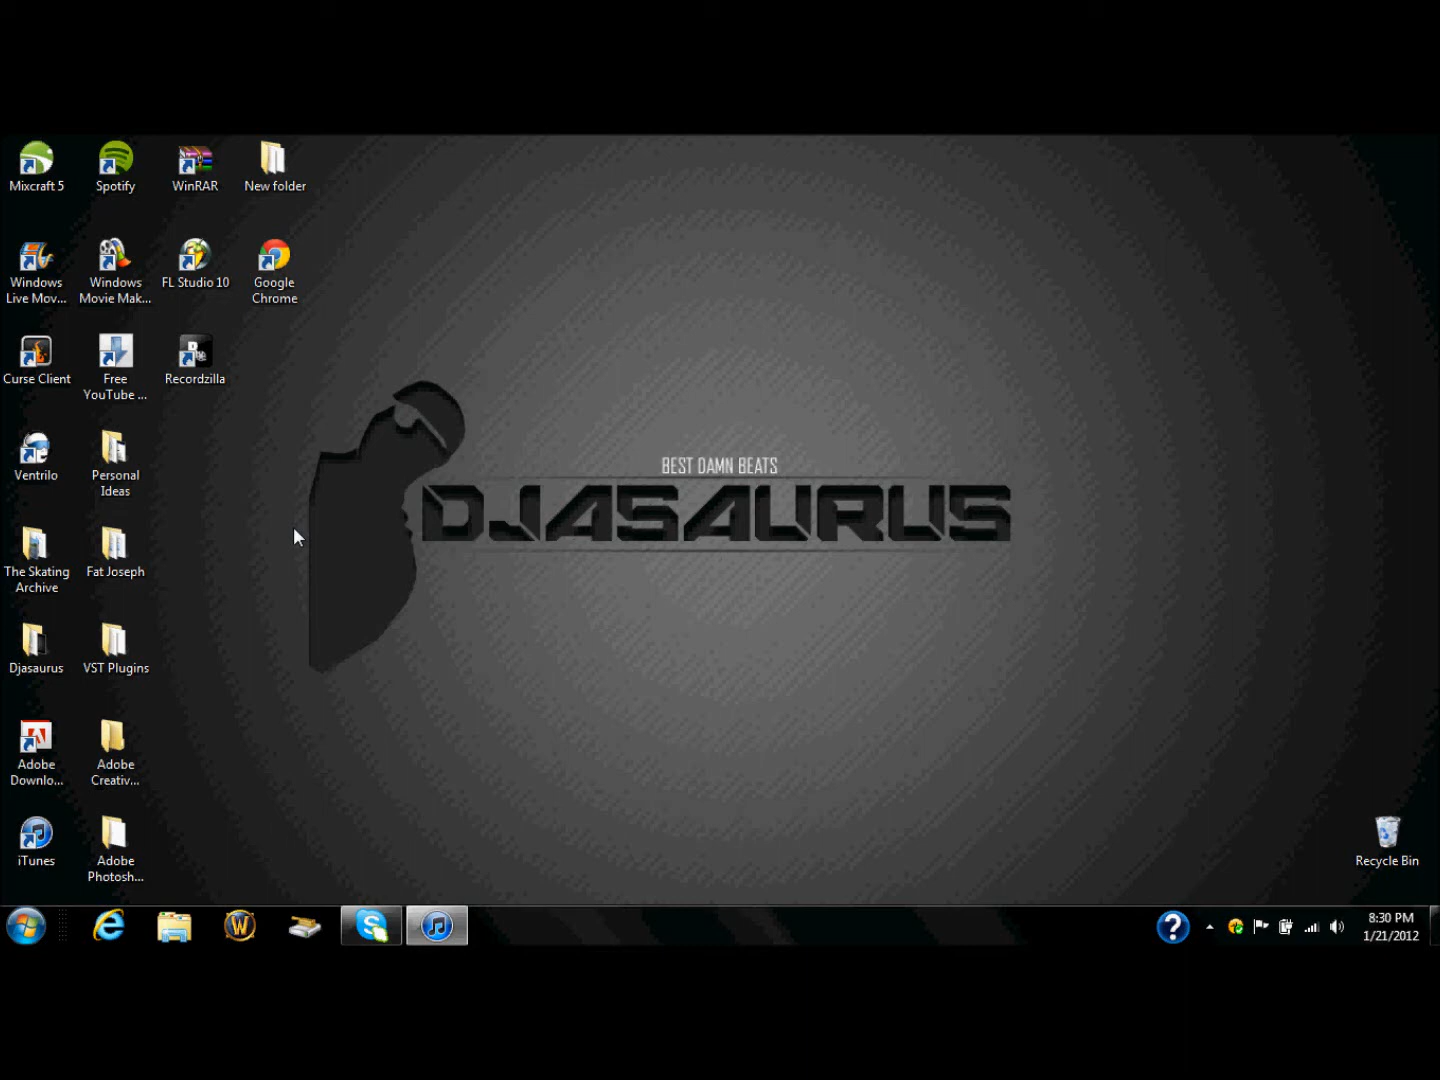 Mixcraft 5
Spotify
WinRAR
New folder
Windows
Live Mov...
Windows
Movie Mak...
FL Studio 10
Google
Chrome
Curse Client
Free
YouTube ...
Recordzilla
Ventrilo
Personal
Ideas
BEST DAMN BEATS
DJASAURUS
The Skating
Archive
Fat Joseph
Djasaurus
VST Plugins
Adobe
Downlo...
Adobe
Creativ...
iTunes
Adobe
Photosh...
Recycle Bin
8:30 PM
1/21/2012